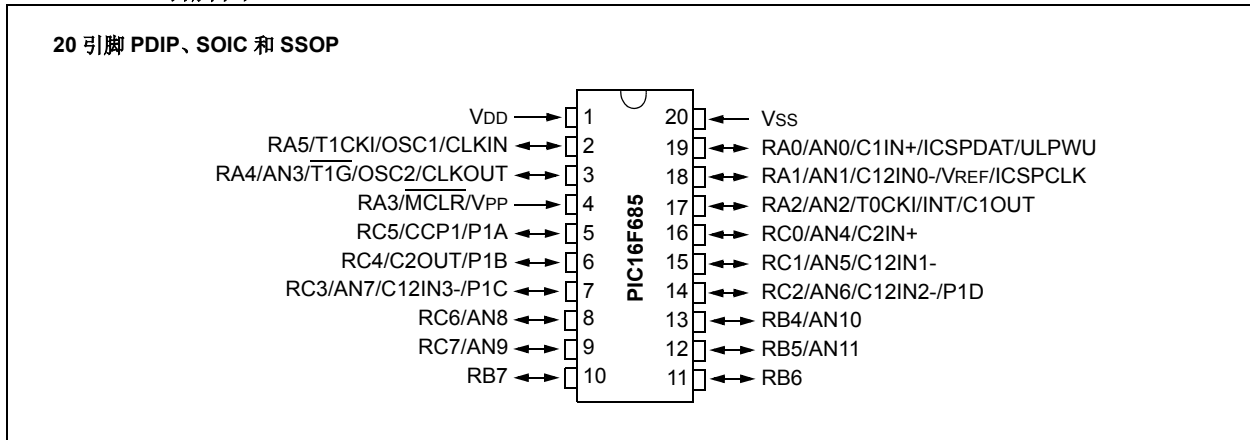 20 引脚 PDIP、SOIC 和 SSOP
VDD 1
RA5/T1CKI/OSC1/CLKIN 2
RA4/AN3/T1G/OSC2/CLKOUT 3
RA3/MCLR/VPP 4
RC5/CCP1/P1A 5
RC4/C2OUT/P1B 6
RC3/AN7/C12IN3-/P1C 7
RC6/AN8 8
RC7/AN9 9
RB7 10
PIC16F685
20 VSS
19 RA0/AN0/C1IN+/ICSPDAT/ULPWU
18 RA1/AN1/C12IN0-/VREF/ICSPCLK
17 RA2/AN2/T0CKI/INT/C1OUT
16 RC0/AN4/C2IN+
15 RC1/AN5/C12IN1-
14 RC2/AN6/C12IN2-/P1D
13 RB4/AN10
12 RB5/AN11
11 RB6